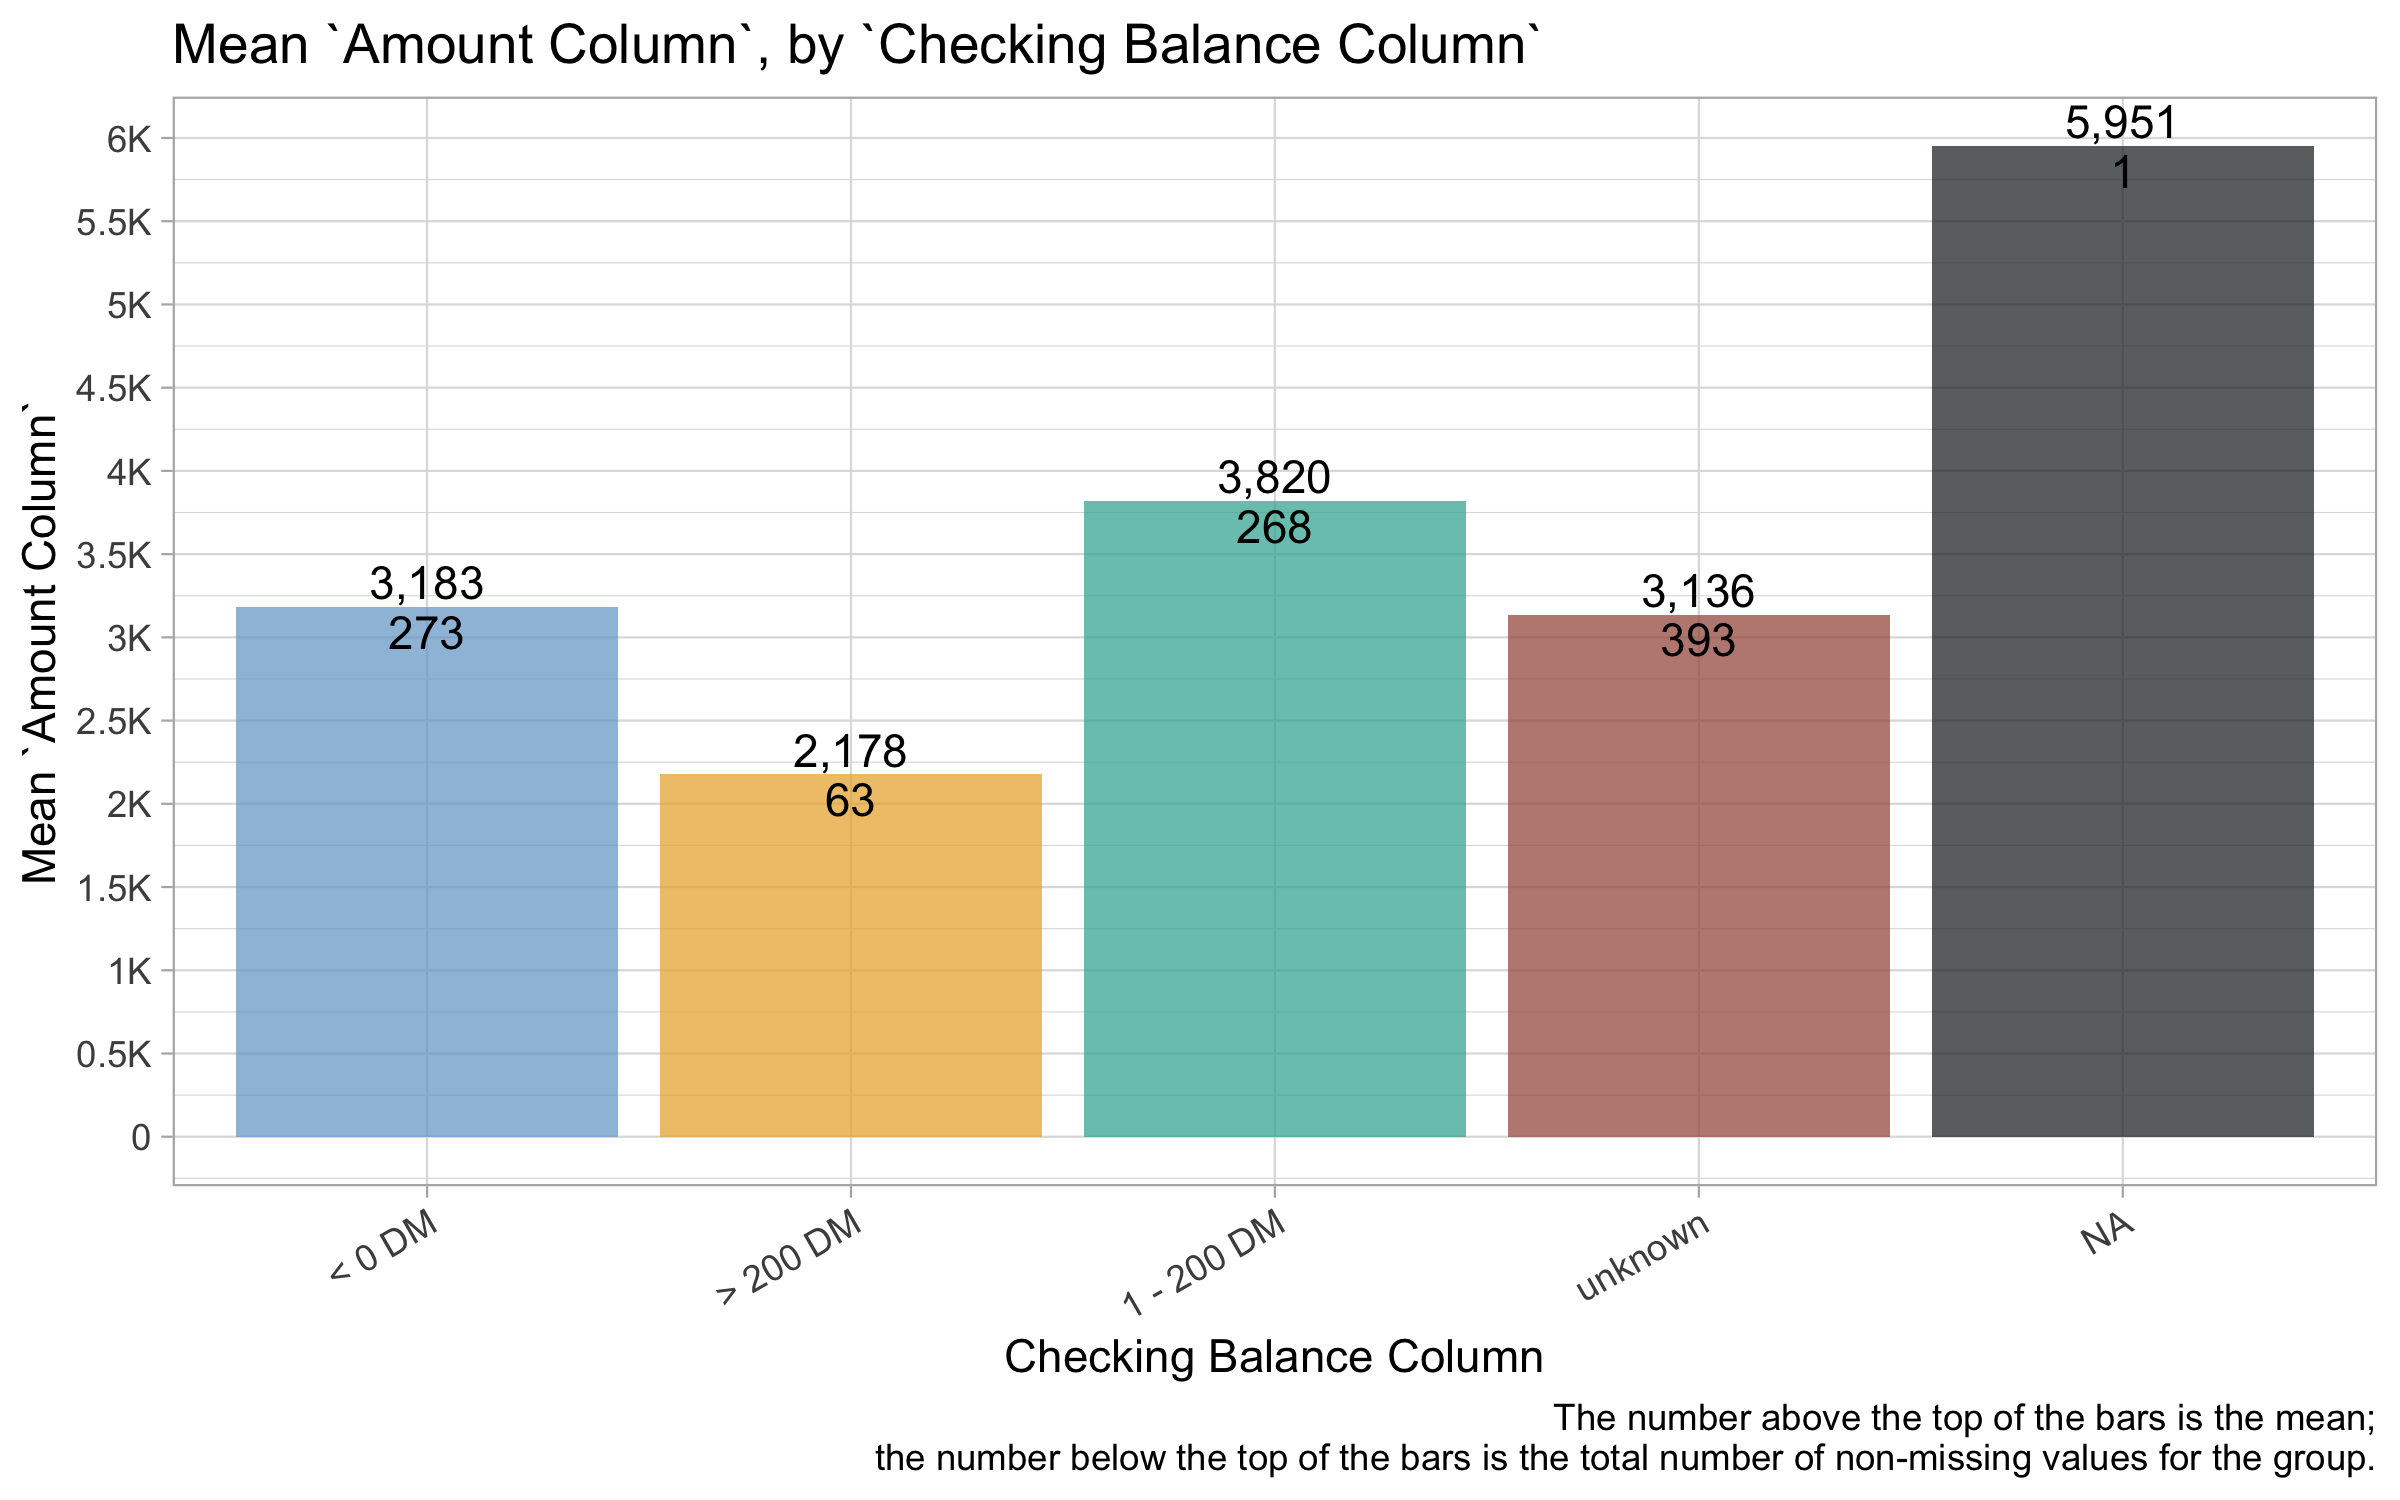 Mean `Amount Column`, by `Checking Balance Column`
Mean `Amount Column`
6K
5.5K
5K
4.5K
4K
3.5K
3K
2.5K
2K
1.5K
1K
0.5K
0
3,183
273
2,178
63
3,820
268
3,136
393
5,951
1
< 0 DM
> 200 DM
1 - 200 DM
unknown
NA
Checking Balance Column
The number above the top of the bars is the mean;
the number below the top of the bars is the total number of non-missing values for the group.